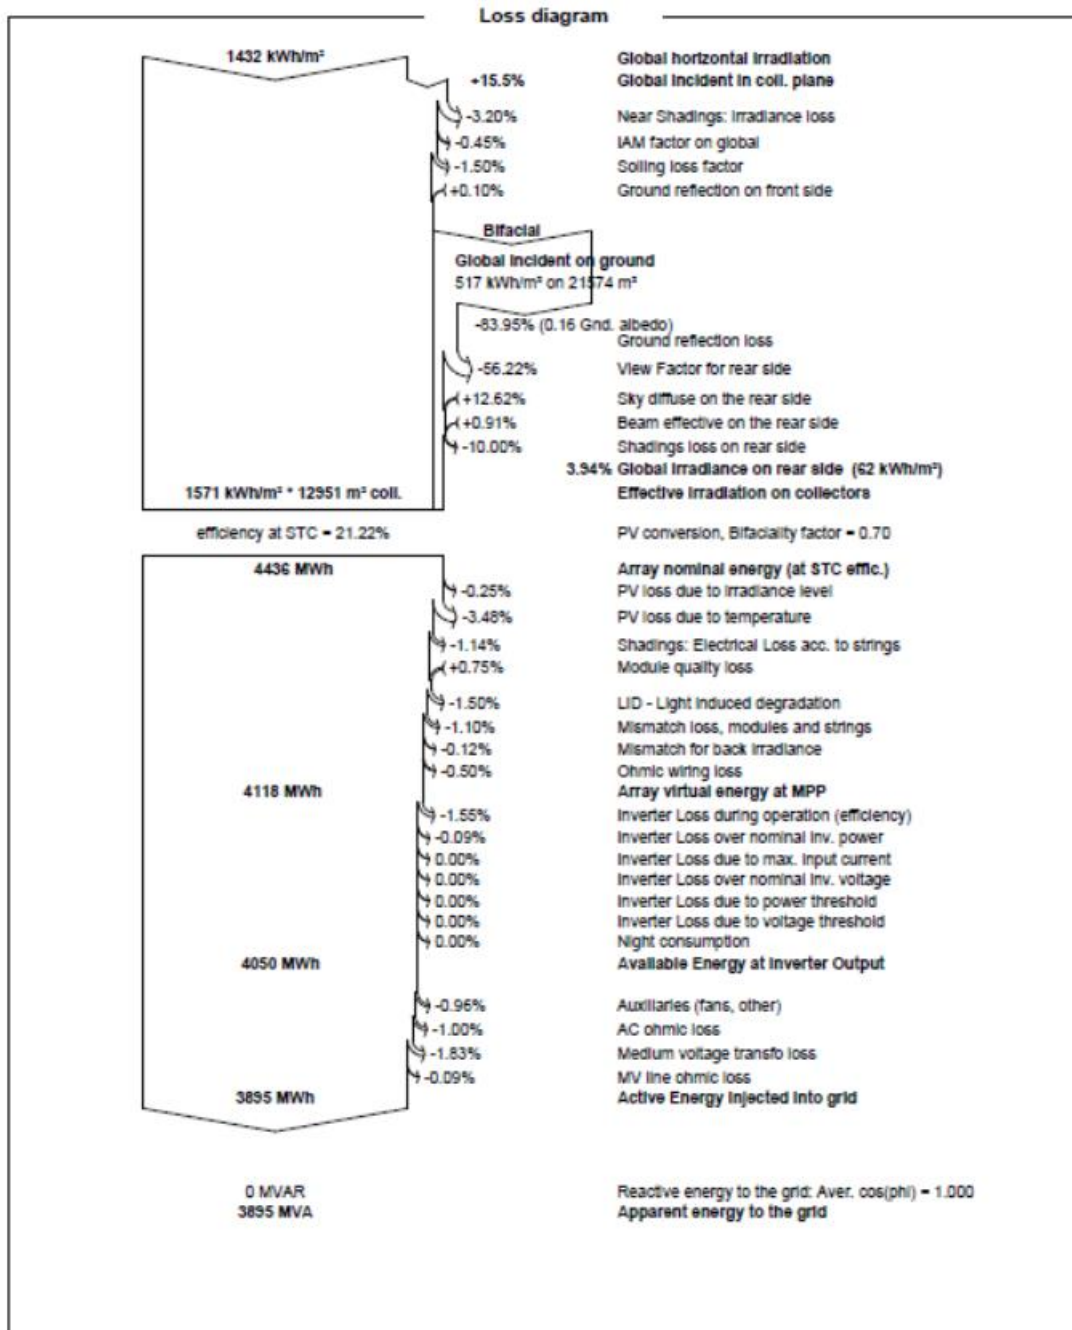 Loss diagram
1432 kWh/m² Global horizontal irradiation
+15.5% Global incident in coll. plane
-3.20% Near Shadings: irradiance loss
-0.45% IAM factor on global
-1.50% Soiling loss factor
+0.10% Ground reflection on front side
Bifacial
Global incident on ground
517 kWh/m² on 21574 m²
-83.95% (0.16 Gnd. albedo)
Ground reflection loss
-56.22% View Factor for rear side
+12.62% Sky diffuse on the rear side
+0.91% Beam effective on the rear side
-10.00% Shadings loss on rear side
3.94% Global Irradiance on rear side (62 kWh/m²)
1571 kWh/m² * 12951 m² coll. Effective irradiation on collectors
efficiency at STC = 21.22% PV conversion, Bifaciality factor = 0.70
4436 MWh Array nominal energy (at STC effic.)
-0.25% PV loss due to irradiance level
-3.48% PV loss due to temperature
-1.14% Shadings: Electrical Loss acc. to strings
+0.75% Module quality loss
-1.50% LID - Light induced degradation
-1.10% Mismatch loss, modules and strings
-0.12% Mismatch for back irradiance
-0.50% Ohmic wiring loss
4118 MWh Array virtual energy at MPP
-1.55% Inverter Loss during operation (efficiency)
-0.09% Inverter Loss over nominal inv. power
0.00% Inverter Loss due to max. input current
0.00% Inverter Loss over nominal inv. voltage
0.00% Inverter Loss due to power threshold
0.00% Inverter Loss due to voltage threshold
0.00% Night consumption
4050 MWh Available Energy at Inverter Output
-0.96% Auxiliaries (fans, other)
-1.00% AC ohmic loss
-1.83% Medium voltage transfo loss
-0.09% MV line ohmic loss
3895 MWh Active Energy injected into grid
0 MVAR Reactive energy to the grid: Aver. cos(phi) = 1.000
3895 MVA Apparent energy to the grid